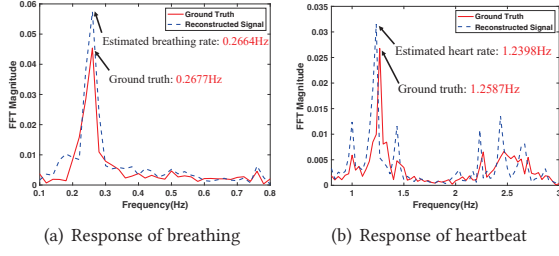 0.06
0.05
0.04
0.03
0.02
0.01
0
FFT Magnitude
Ground Truth
Reconstructed Signal
Estimated breathing rate: 0.2664Hz
Ground truth: 0.2677Hz
0.1 0.2 0.3 0.4 0.5 0.6 0.7 0.8
Frequency(Hz)
(a) Response of breathing
0.035
0.03
0.025
0.02
0.015
0.01
0.005
0
FFT Magnitude
Ground Truth
Reconstructed Signal
Estimated heart rate: 1.2398Hz
Ground truth: 1.2587Hz
1 1.5 2 2.5 3
Frequency(Hz)
(b) Response of heartbeat